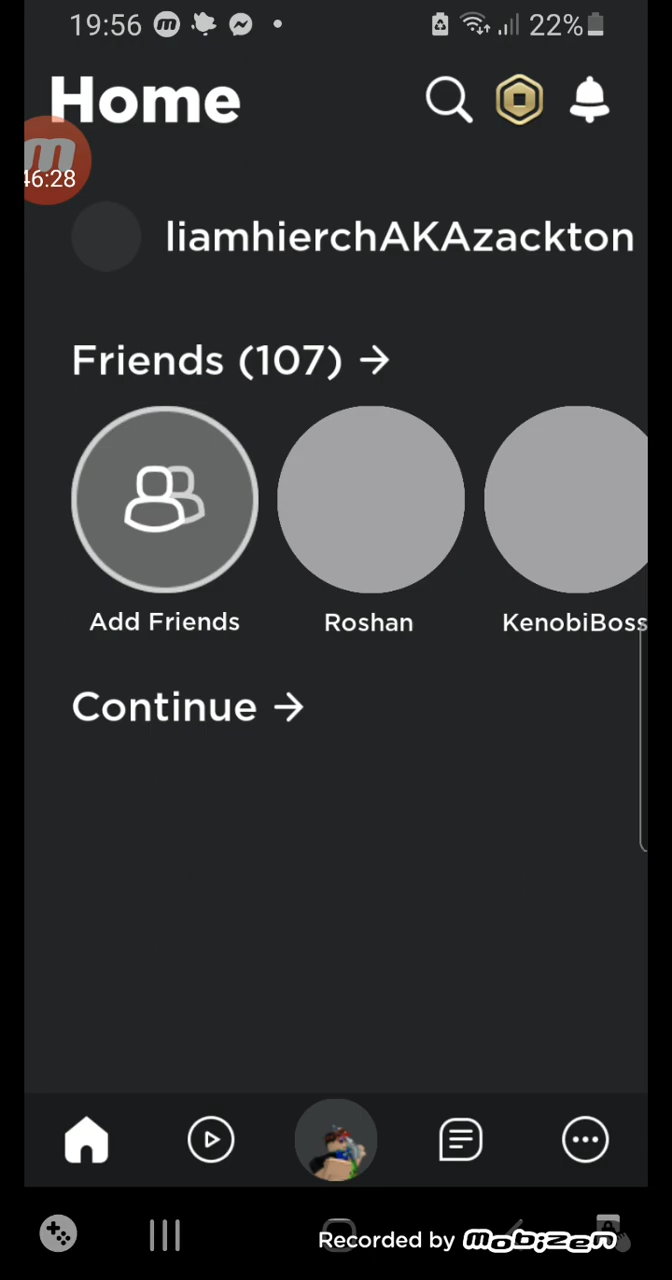 19:56 22%
Home
46:28
liamhierchAKAzackton
Friends (107)
Add Friends Roshan KenobiBoss
Continue
Recorded by mobizen